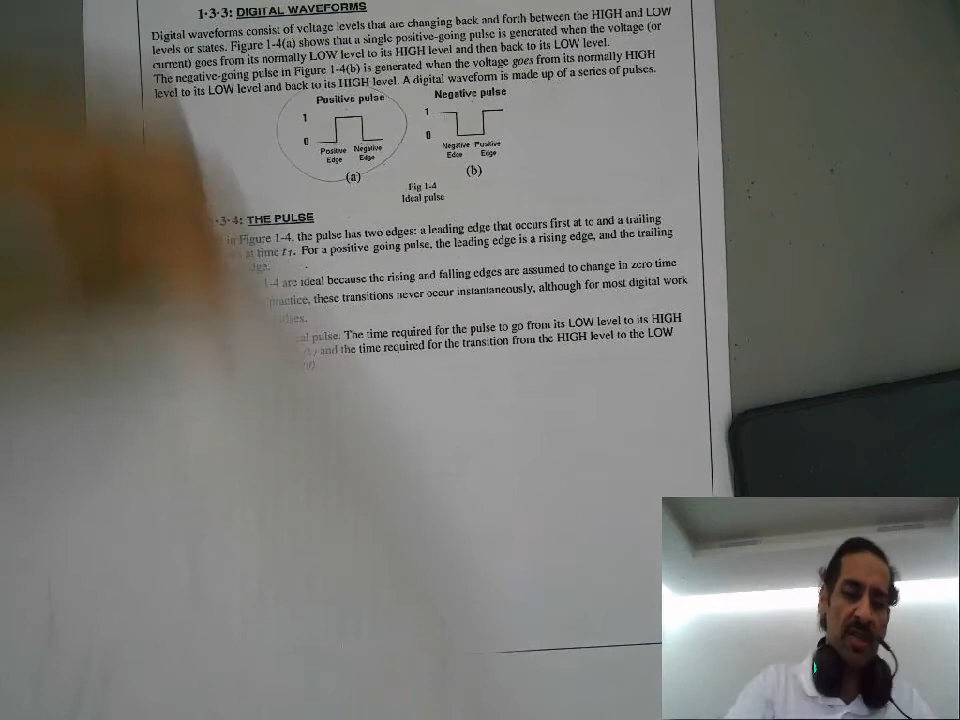 1·3·3: DIGITAL WAVEFORMS
Digital waveforms consist of voltage levels that are changing back and forth between the HIGH and LOW
levels or states. Figure 1-4(a) shows that a single positive-going pulse is generated when the voltage (or
current) goes from its normally LOW level to its HIGH level and then back to its LOW level.
The negative-going pulse in Figure 1-4(b) is generated when the voltage goes from its normally HIGH
level to its LOW level and back to its HIGH level. A digital waveform is made up of a series of pulses.
Positive pulse
1
0
Positive Negative
Edge Edge
(a)
Negative pulse
1
0
Negative Positive
Edge Edge
(b)
Fig 1-4
Ideal pulse
·3·4: THE PULSE
in Figure 1-4, the pulse has two edges: a leading edge that occurs first at to and a trailing
at time t1. For a positive going pulse, the leading edge is a rising edge, and the trailing
1-4 are ideal because the rising and falling edges are assumed to change in zero time
practice, these transitions never occur instantaneously, although for most digital work
pulse. The time required for the pulse to go from its LOW level to its HIGH
and the time required for the transition from the HIGH level to the LOW